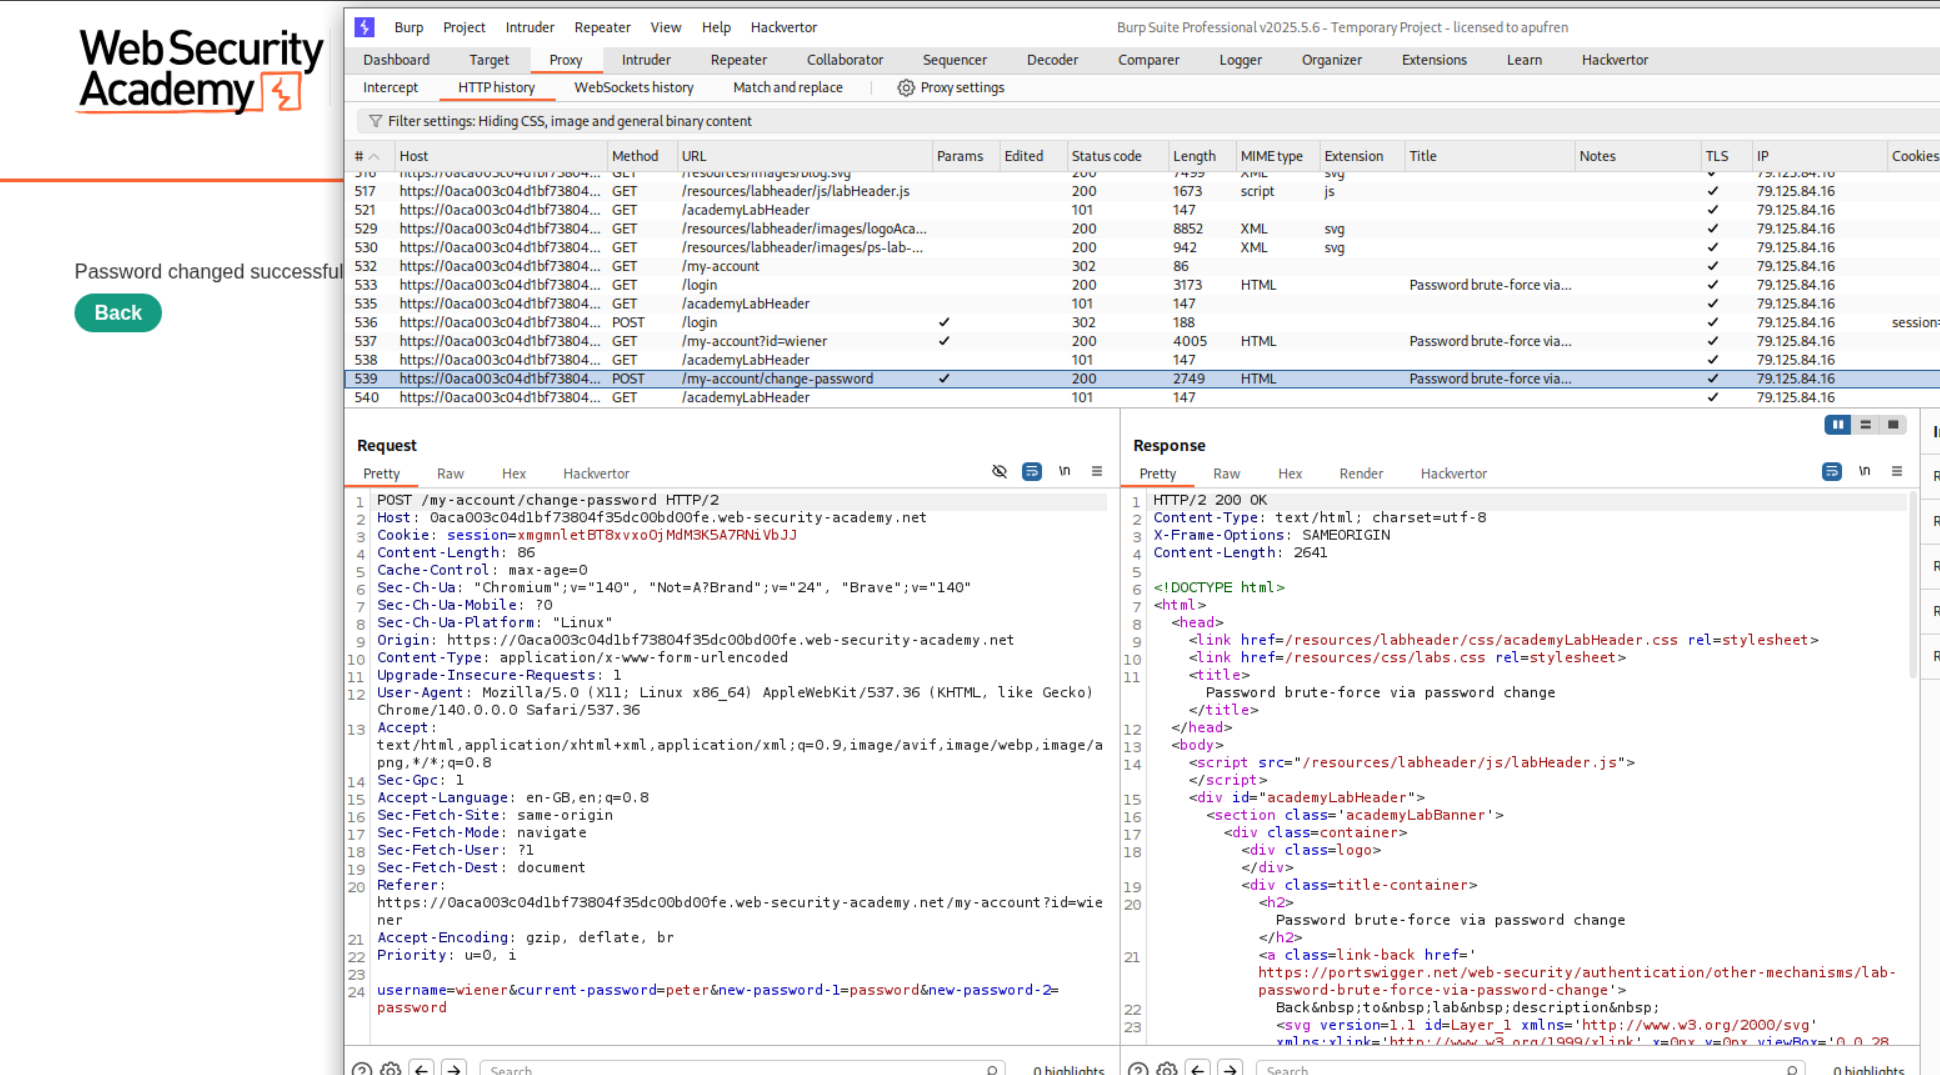 Web Security
Academy
Password changed successful
Back
Burp Project Intruder Repeater View Help Hackvertor
Burp Suite Professional v2025.5.6 - Temporary Project - licensed to apufren
Dashboard Target Proxy Intruder Repeater Collaborator Sequencer Decoder Comparer Logger Organizer Extensions Learn Hackvertor
Intercept HTTP history WebSockets history Match and replace Proxy settings
Filter settings: Hiding CSS, image and general binary content
# Host Method URL Params Edited Status code Length MIME type Extension Title Notes TLS IP Cookies
516 https://0aca003c04d1bf73804... GET /resources/images/blog.svg 200 7499 XML svg ✓ 79.125.84.16
517 https://0aca003c04d1bf73804... GET /resources/labheader/js/labHeader.js 200 1673 script js ✓ 79.125.84.16
521 https://0aca003c04d1bf73804... GET /academyLabHeader 101 147 ✓ 79.125.84.16
529 https://0aca003c04d1bf73804... GET /resources/labheader/images/logoAca... 200 8852 XML svg ✓ 79.125.84.16
530 https://0aca003c04d1bf73804... GET /resources/labheader/images/ps-lab-... 200 942 XML svg ✓ 79.125.84.16
532 https://0aca003c04d1bf73804... GET /my-account 302 86 ✓ 79.125.84.16
533 https://0aca003c04d1bf73804... GET /login 200 3173 HTML Password brute-force via... ✓ 79.125.84.16
535 https://0aca003c04d1bf73804... GET /academyLabHeader 101 147 ✓ 79.125.84.16
536 https://0aca003c04d1bf73804... POST /login ✓ 302 188 ✓ 79.125.84.16 session=
537 https://0aca003c04d1bf73804... GET /my-account?id=wiener ✓ 200 4005 HTML Password brute-force via... ✓ 79.125.84.16
538 https://0aca003c04d1bf73804... GET /academyLabHeader 101 147 ✓ 79.125.84.16
539 https://0aca003c04d1bf73804... POST /my-account/change-password ✓ 200 2749 HTML Password brute-force via... ✓ 79.125.84.16
540 https://0aca003c04d1bf73804... GET /academyLabHeader 101 147 ✓ 79.125.84.16
Request
Pretty Raw Hex Hackvertor \n
1 POST /my-account/change-password HTTP/2
2 Host: 0aca003c04d1bf73804f35dc00bd00fe.web-security-academy.net
3 Cookie: session=xmgmnletBT8xvxoOjMdM3K5A7RNiVbJJ
4 Content-Length: 86
5 Cache-Control: max-age=0
6 Sec-Ch-Ua: "Chromium";v="140", "Not=A?Brand";v="24", "Brave";v="140"
7 Sec-Ch-Ua-Mobile: ?0
8 Sec-Ch-Ua-Platform: "Linux"
9 Origin: https://0aca003c04d1bf73804f35dc00bd00fe.web-security-academy.net
10 Content-Type: application/x-www-form-urlencoded
11 Upgrade-Insecure-Requests: 1
12 User-Agent: Mozilla/5.0 (X11; Linux x86_64) AppleWebKit/537.36 (KHTML, like Gecko)
Chrome/140.0.0.0 Safari/537.36
13 Accept:
text/html,application/xhtml+xml,application/xml;q=0.9,image/avif,image/webp,image/a
png,*/*;q=0.8
14 Sec-Gpc: 1
15 Accept-Language: en-GB,en;q=0.8
16 Sec-Fetch-Site: same-origin
17 Sec-Fetch-Mode: navigate
18 Sec-Fetch-User: ?1
19 Sec-Fetch-Dest: document
20 Referer:
https://0aca003c04d1bf73804f35dc00bd00fe.web-security-academy.net/my-account?id=wie
ner
21 Accept-Encoding: gzip, deflate, br
22 Priority: u=0, i
23
24 username=wiener&current-password=peter&new-password-1=password&new-password-2=
password
Search
0 highlights
Response
Pretty Raw Hex Render Hackvertor \n
1 HTTP/2 200 OK
2 Content-Type: text/html; charset=utf-8
3 X-Frame-Options: SAMEORIGIN
4 Content-Length: 2641
5
6 <!DOCTYPE html>
7 <html>
8 <head>
9 <link href=/resources/labheader/css/academyLabHeader.css rel=stylesheet>
10 <link href=/resources/css/labs.css rel=stylesheet>
11 <title>
Password brute-force via password change
</title>
12 </head>
13 <body>
14 <script src="/resources/labheader/js/labHeader.js">
</script>
15 <div id="academyLabHeader">
16 <section class='academyLabBanner'>
17 <div class=container>
18 <div class=logo>
</div>
19 <div class=title-container>
20 <h2>
Password brute-force via password change
</h2>
21 <a class=link-back href='
https://portswigger.net/web-security/authentication/other-mechanisms/lab-
password-brute-force-via-password-change'>
22 Back&nbsp;to&nbsp;lab&nbsp;description&nbsp;
23 <svg version=1.1 id=Layer_1 xmlns='http://www.w3.org/2000/svg'
xmlns:xlink='http://www.w3.org/1999/xlink' x=0px y=0px viewBox='0 0 28
Search
0 highlights